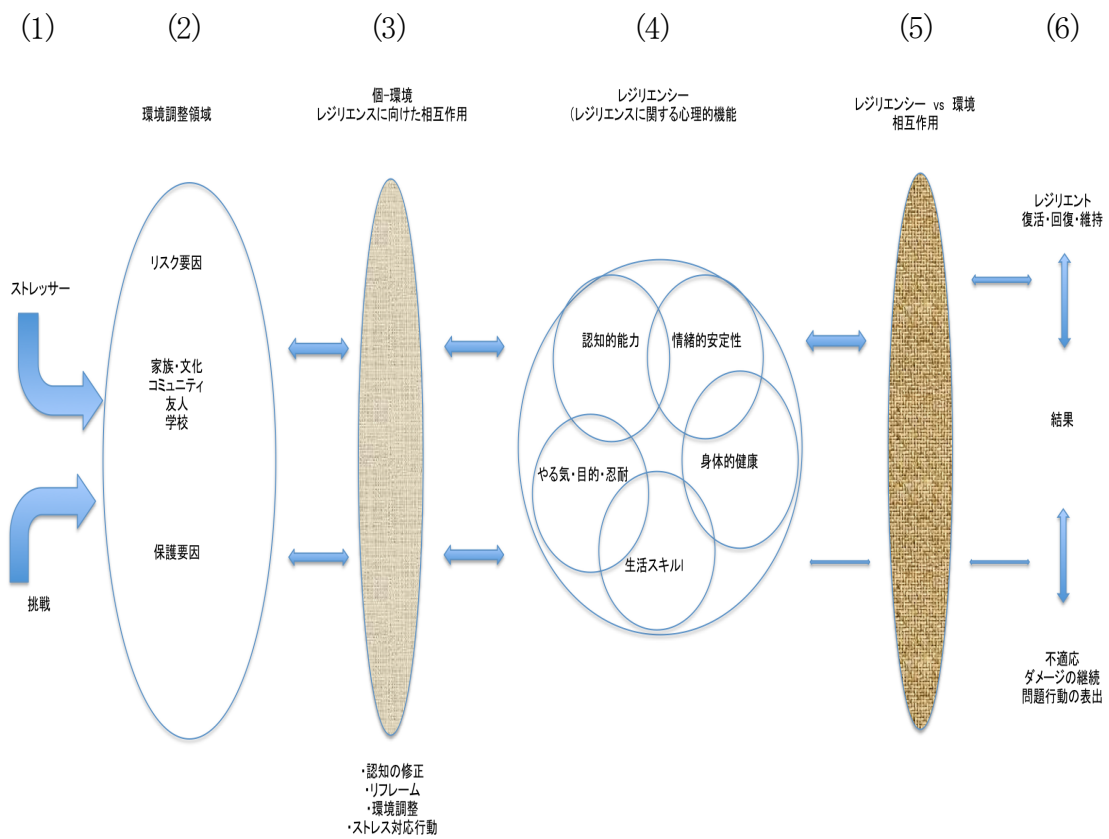 (1)
(2)
(3)
(4)
(5)
(6)
環境調整領域
個-環境
レジリエンスに向けた相互作用
レジリエンシー
(レジリエンスに関する心理的機能
レジリエンシー vs 環境
相互作用
ストレッサー
挑戦
リスク要因
家族・文化
コミュニティ
友人
学校
保護要因
・認知の修正
・リフレーム
・環境調整
・ストレス対応行動
認知的能力
情緒的安定性
やる気・目的・忍耐
身体的健康
生活スキルl
レジリエント
復活・回復・維持
結果
不適応
ダメージの継続
問題行動の表出